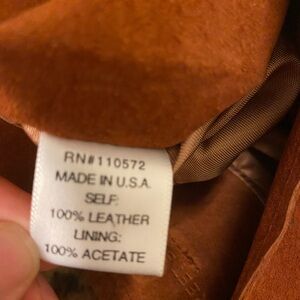 RN#110572
MADE IN U.S.A.
SELF:
100% LEATHER
LINING:
100% ACETATE